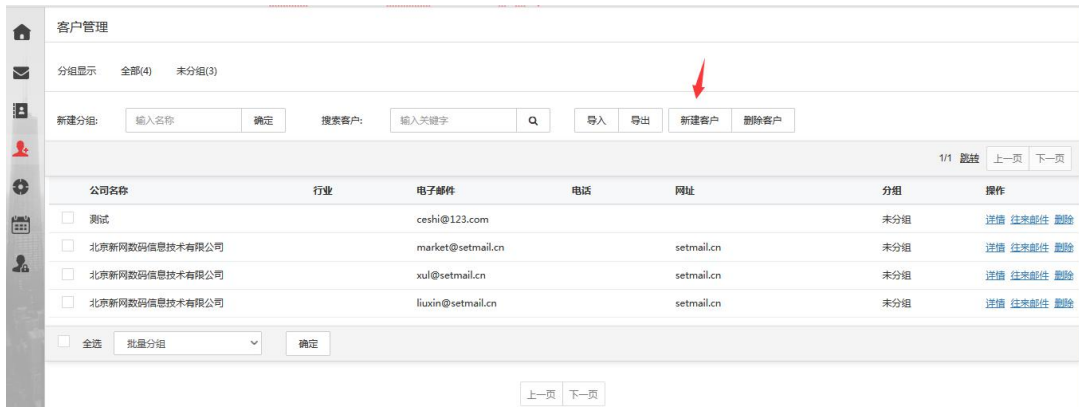 客户管理
分组显示 全部(4) 未分组(3)
新建分组: 输入名称 确定 搜索客户: 输入关键字 导入 导出 新建客户 删除客户
1/1 跳转 上一页 下一页
公司名称 行业 电子邮件 电话 网址 分组 操作
测试 ceshi@123.com 未分组 详情 往来邮件 删除
北京新网数码信息技术有限公司 market@setmail.cn setmail.cn 未分组 详情 往来邮件 删除
北京新网数码信息技术有限公司 xul@setmail.cn setmail.cn 未分组 详情 往来邮件 删除
北京新网数码信息技术有限公司 liuxin@setmail.cn setmail.cn 未分组 详情 往来邮件 删除
全选 批量分组 确定
上一页 下一页